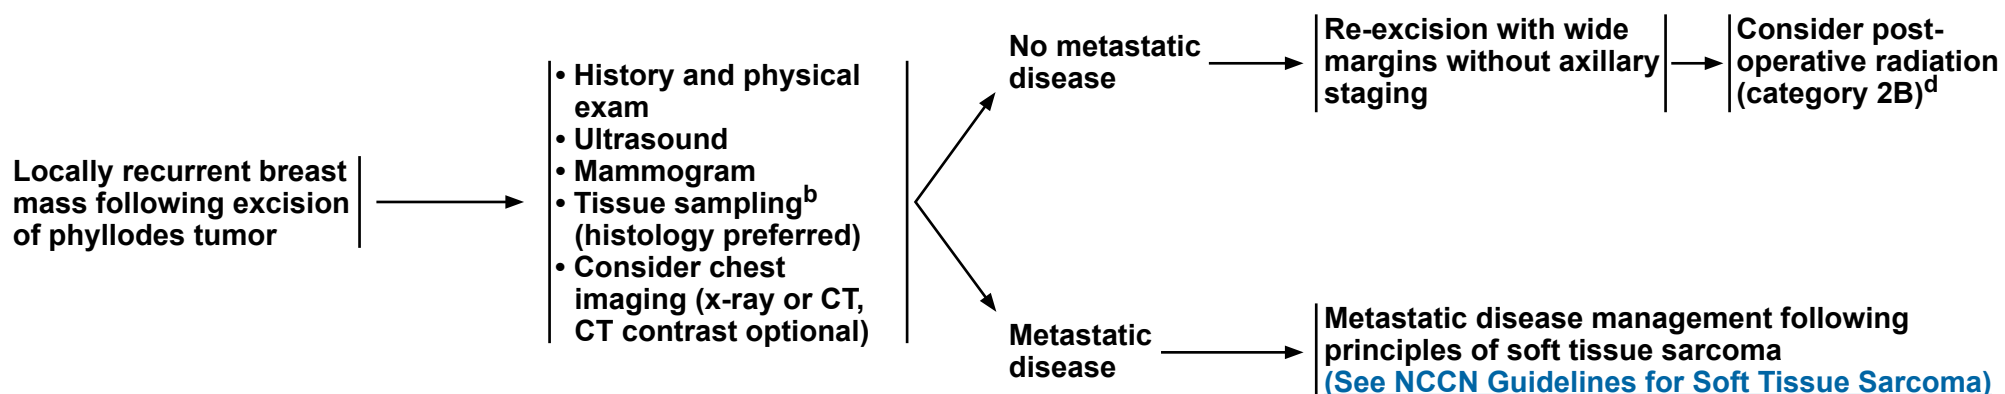 Locally recurrent breast
mass following excision
of phyllodes tumor
• History and physical
exam
• Ultrasound
• Mammogram
• Tissue samplingb
(histology preferred)
• Consider chest
imaging (x-ray or CT,
CT contrast optional)
No metastatic
disease
Re-excision with wide
margins without axillary
staging
Consider post-
operative radiation
(category 2B)d
Metastatic
disease
Metastatic disease management following
principles of soft tissue sarcoma
(See NCCN Guidelines for Soft Tissue Sarcoma)